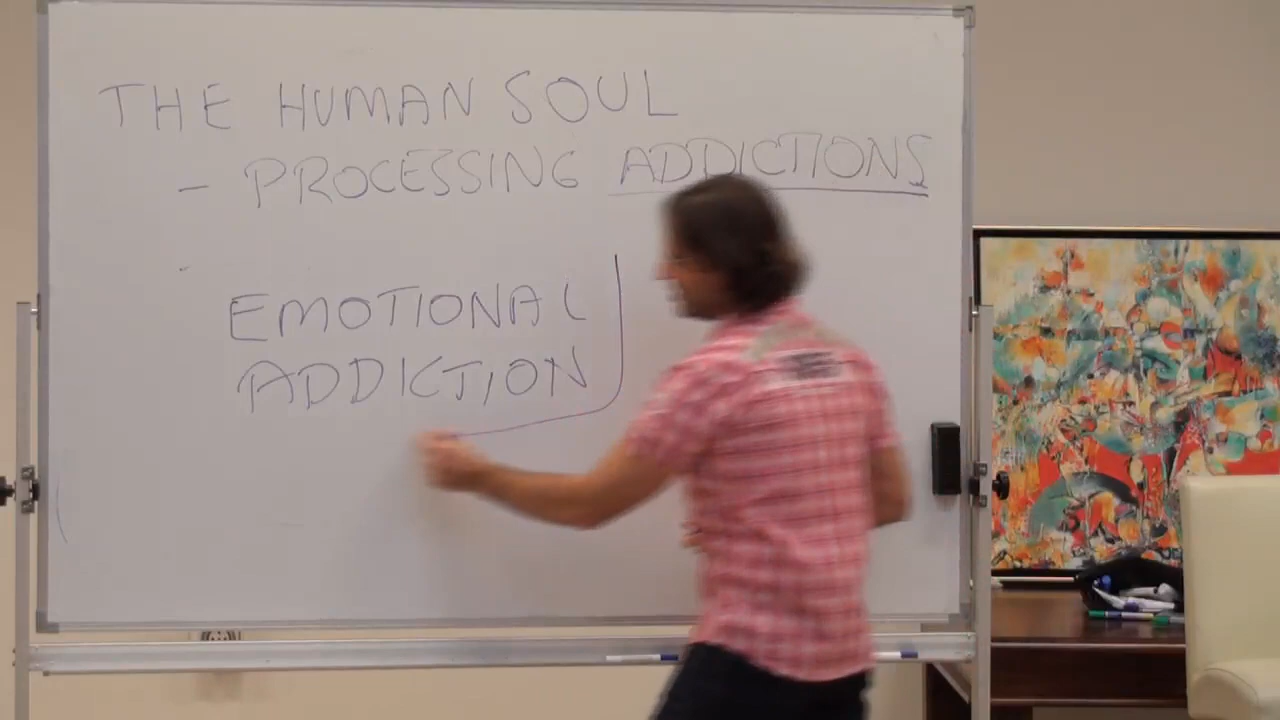 THE HUMAN SOUL
- PROCESSING ADDICTIONS
EMOTIONAL
ADDICTION